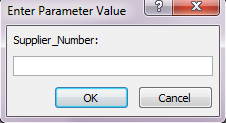 Enter Parameter Value
?
Supplier_Number:
OK
Cancel